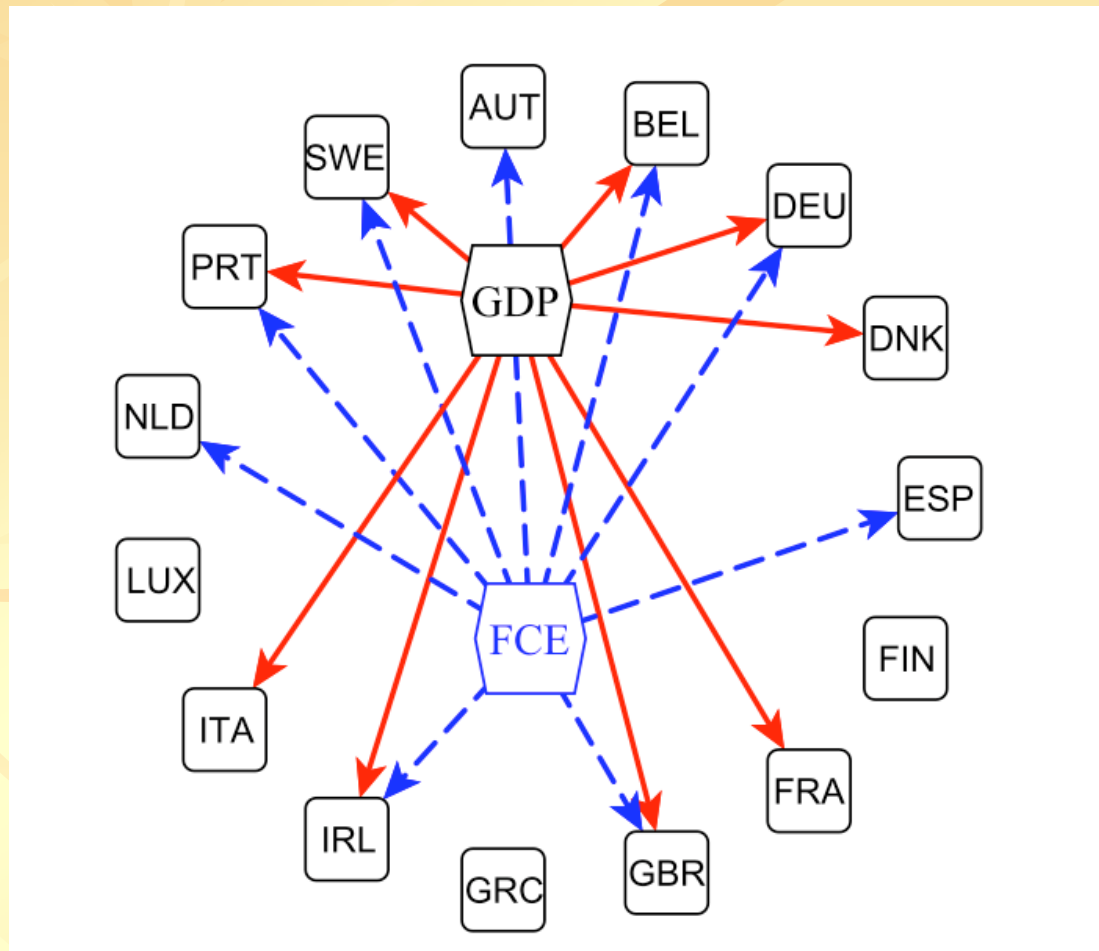 AUT
BEL
SWE
DEU
PRT
GDP
DNK
NLD
ESP
LUX
FCE
FIN
ITA
FRA
IRL
GBR
GRC